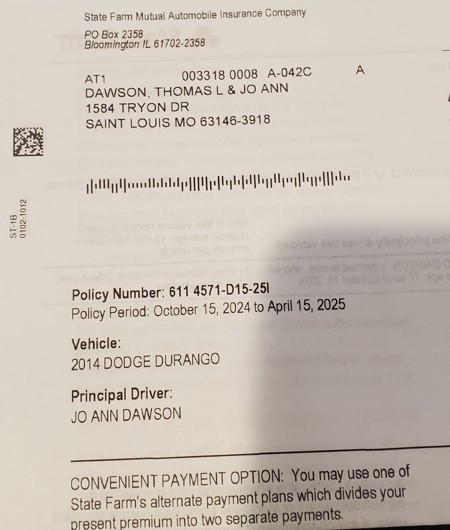 State Farm Mutual Automobile Insurance Company
PO Box 2358
Bloomington IL 61702-2358
AT1 003318 0008 A-042C A
DAWSON, THOMAS L & JO ANN
1584 TRYON DR
SAINT LOUIS MO 63146-3918
ST-1B
0102-1012
Policy Number: 611 4571-D15-25I
Policy Period: October 15, 2024 to April 15, 2025
Vehicle:
2014 DODGE DURANGO
Principal Driver:
JO ANN DAWSON
CONVENIENT PAYMENT OPTION: You may use one of
State Farm's alternate payment plans which divides your
present premium into two separate payments.